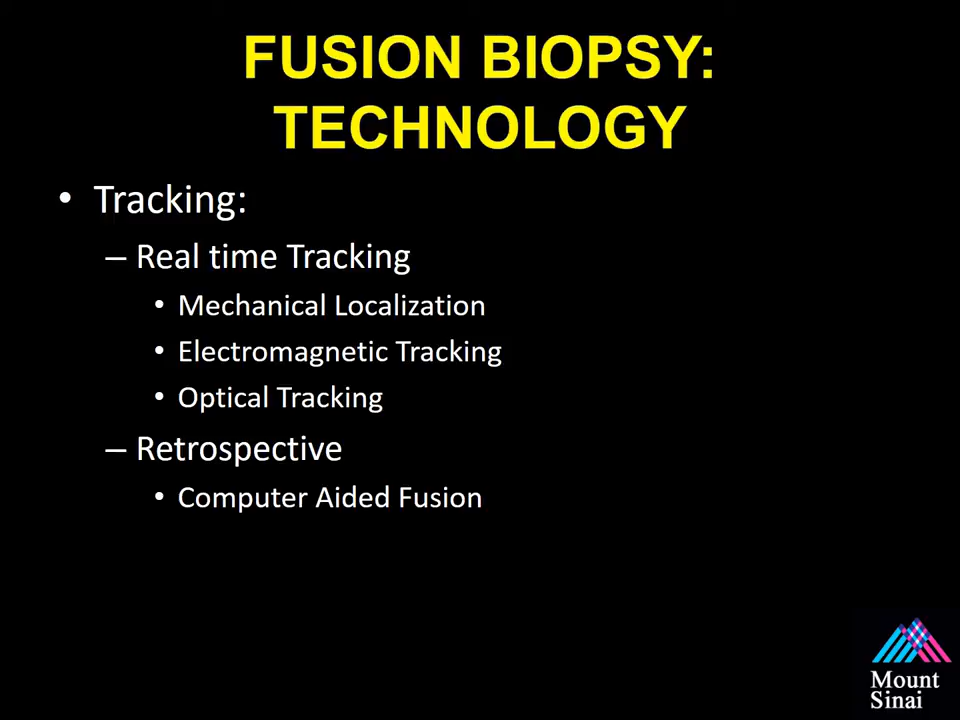 FUSION BIOPSY:
TECHNOLOGY
• Tracking:
– Real time Tracking
• Mechanical Localization
• Electromagnetic Tracking
• Optical Tracking
– Retrospective
• Computer Aided Fusion
Mount
Sinai